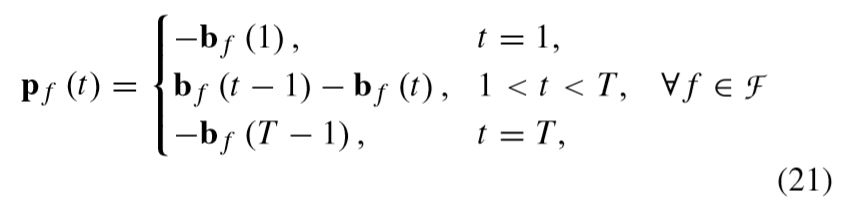 −𝐛_f (1) , t = 1,
𝐩_f (t) = { 𝐛_f (t − 1) − 𝐛_f (t) , 1 < t < T, ∀f ∈ ℱ
−𝐛_f (T − 1) , t = T,
(21)